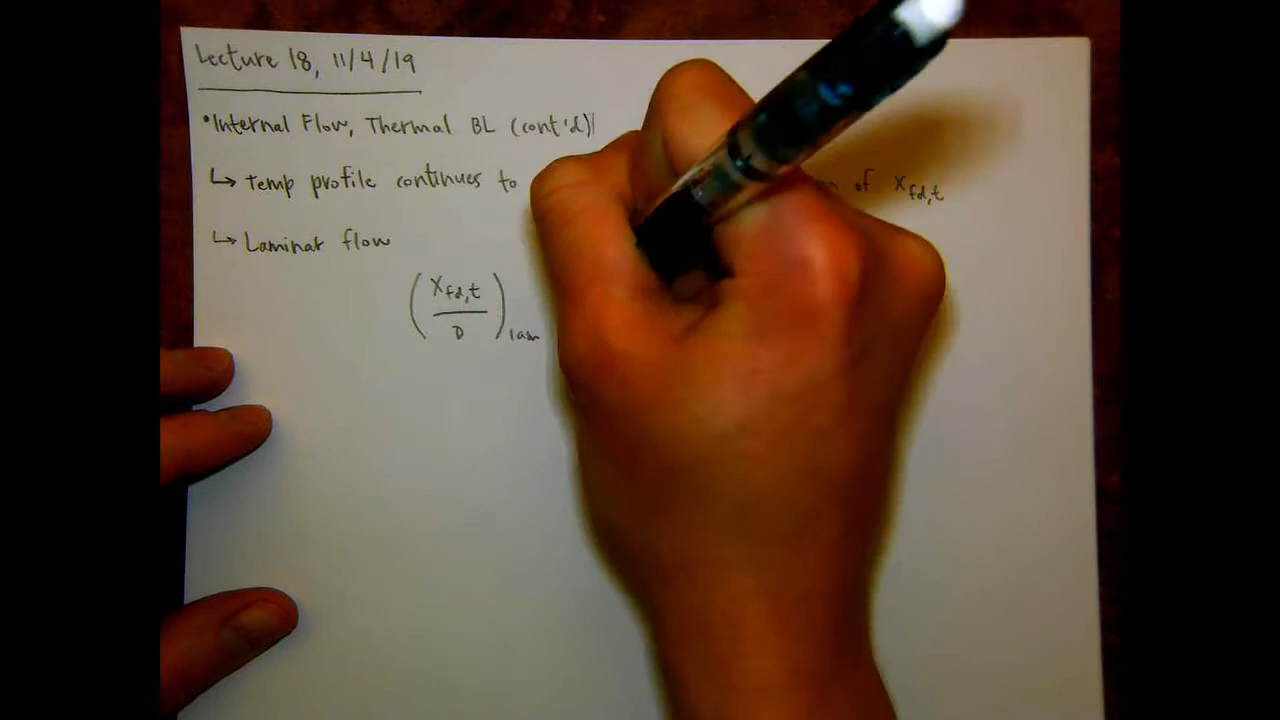 Lecture 18, 11/4/19
•Internal Flow, Thermal BL (cont'd)
↳ Temp profile continues to of X_fd,t
↳ Laminar flow
(X_fd,t / D)_lam